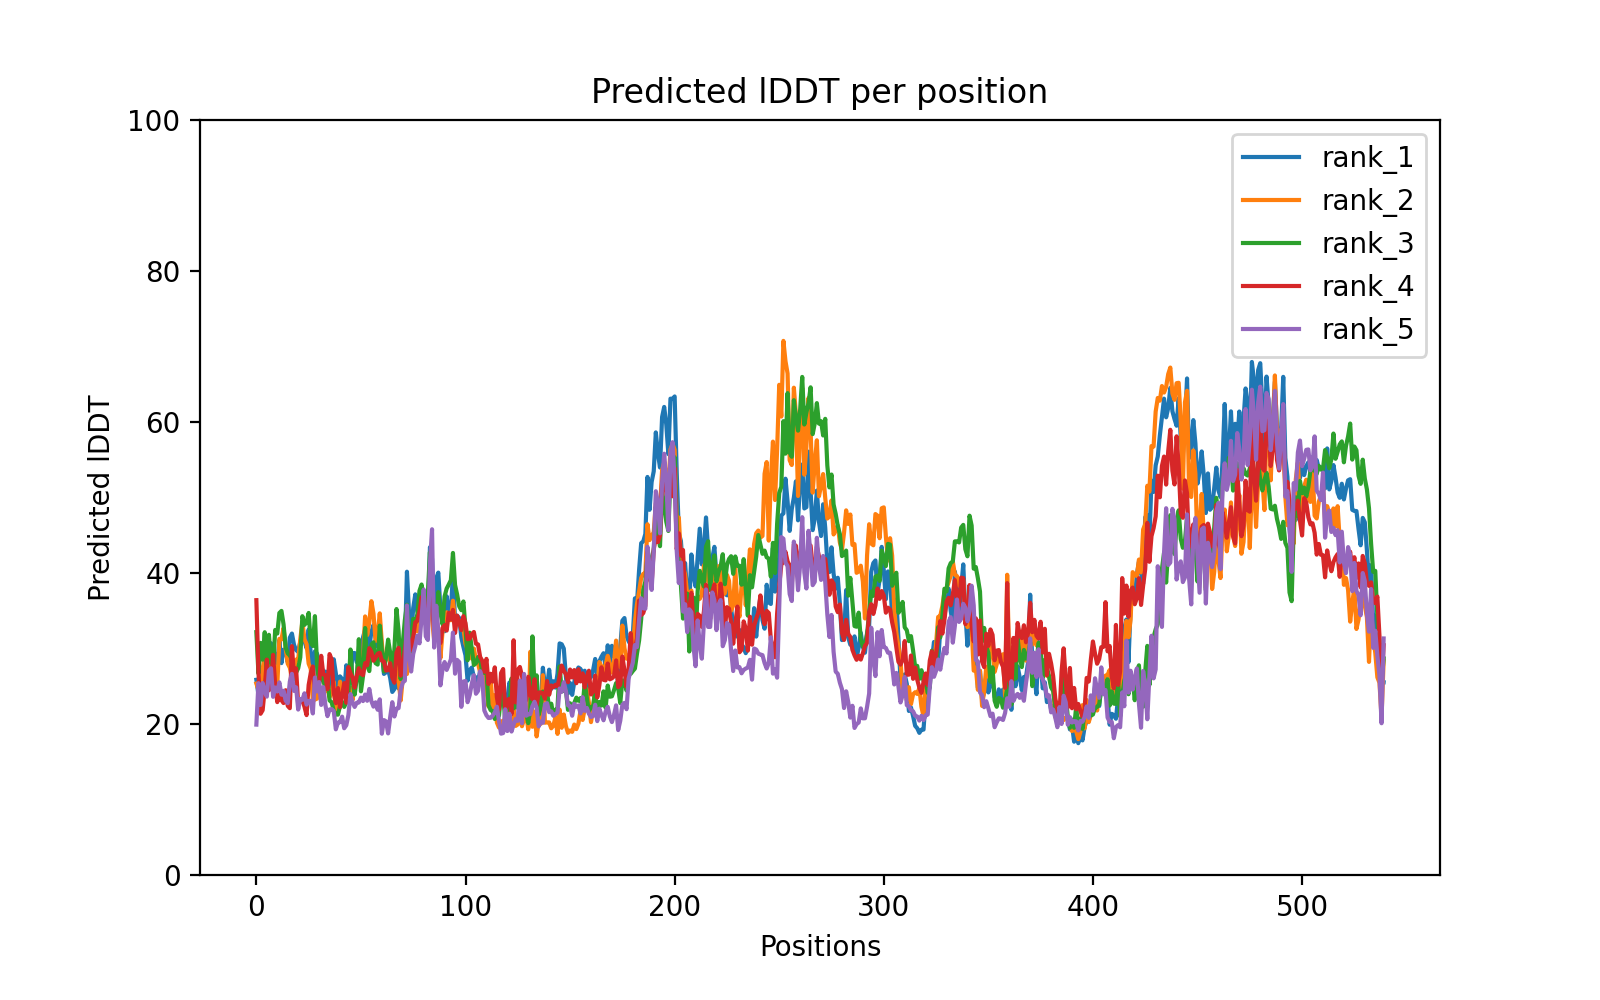 Predicted lDDT per position
100
80
60
40
20
0
Predicted lDDT
rank_1
rank_2
rank_3
rank_4
rank_5
0 100 200 300 400 500
Positions